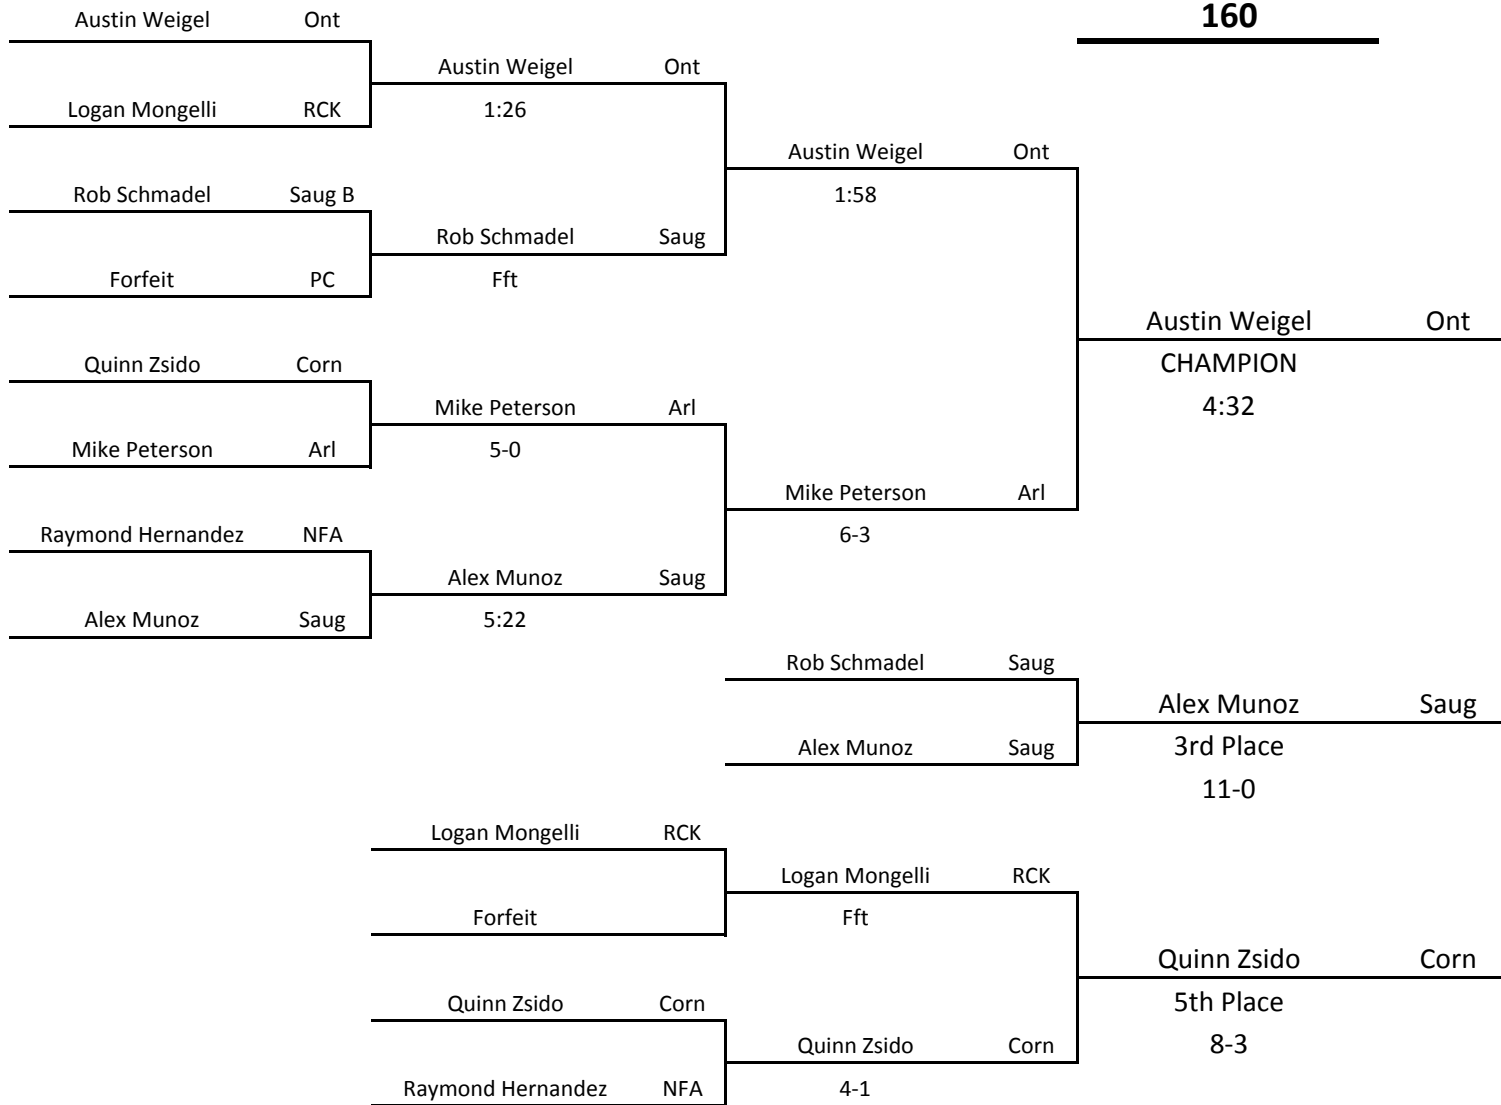 Austin Weigel Ont 160
Austin Weigel Ont
Logan Mongelli RCK 1:26
Austin Weigel Ont
Rob Schmadel Saug B 1:58
Rob Schmadel Saug
Forfeit PC Fft
Austin Weigel Ont
Quinn Zsido Corn CHAMPION
Mike Peterson Arl 4:32
Mike Peterson Arl 5-0
Mike Peterson Arl
Raymond Hernandez NFA 6-3
Alex Munoz Saug
Alex Munoz Saug 5:22
Rob Schmadel Saug
Alex Munoz Saug
Alex Munoz Saug 3rd Place
11-0
Logan Mongelli RCK
Logan Mongelli RCK
Forfeit Fft
Quinn Zsido Corn
Quinn Zsido Corn 5th Place
Quinn Zsido Corn 8-3
Raymond Hernandez NFA 4-1